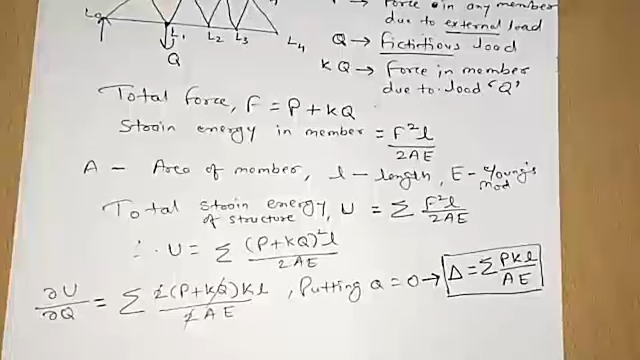 Force in any member
due to external load
L0 L1 L2 L3 L4
Q
Q → fictitious load
KQ → Force in member
due to load 'Q'
Total force, F = P + kQ
Strain energy in member = F²l / 2AE
A – Area of member, l – length, E – Young's mod
Total strain energy of structure, U = Σ F²l / 2AE
∴ U = Σ (P+KQ)²l / 2AE
∂U/∂Q = Σ 2(P+KQ)Kl / 2AE, Putting Q = 0 → Δ = Σ PKl / AE